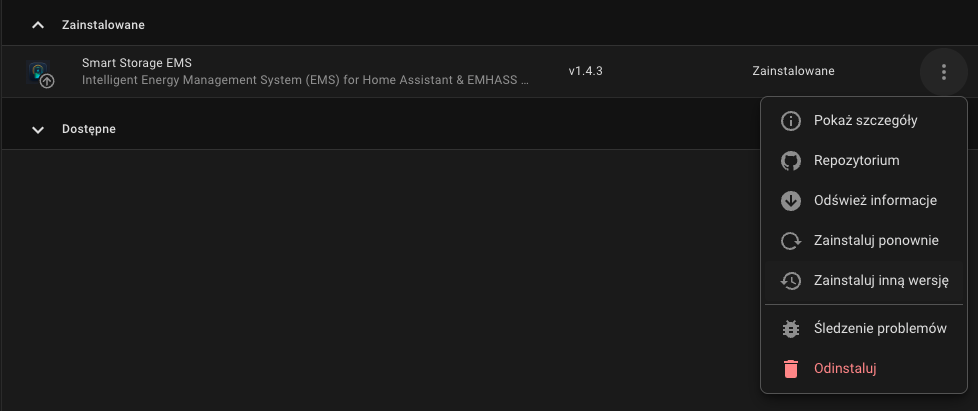 Zainstalowane
Smart Storage EMS
Intelligent Energy Management System (EMS) for Home Assistant & EMHASS ...
v1.4.3
Zainstalowane
Dostępne
Pokaż szczegóły
Repozytorium
Odśwież informacje
Zainstaluj ponownie
Zainstaluj inną wersję
Śledzenie problemów
Odinstaluj